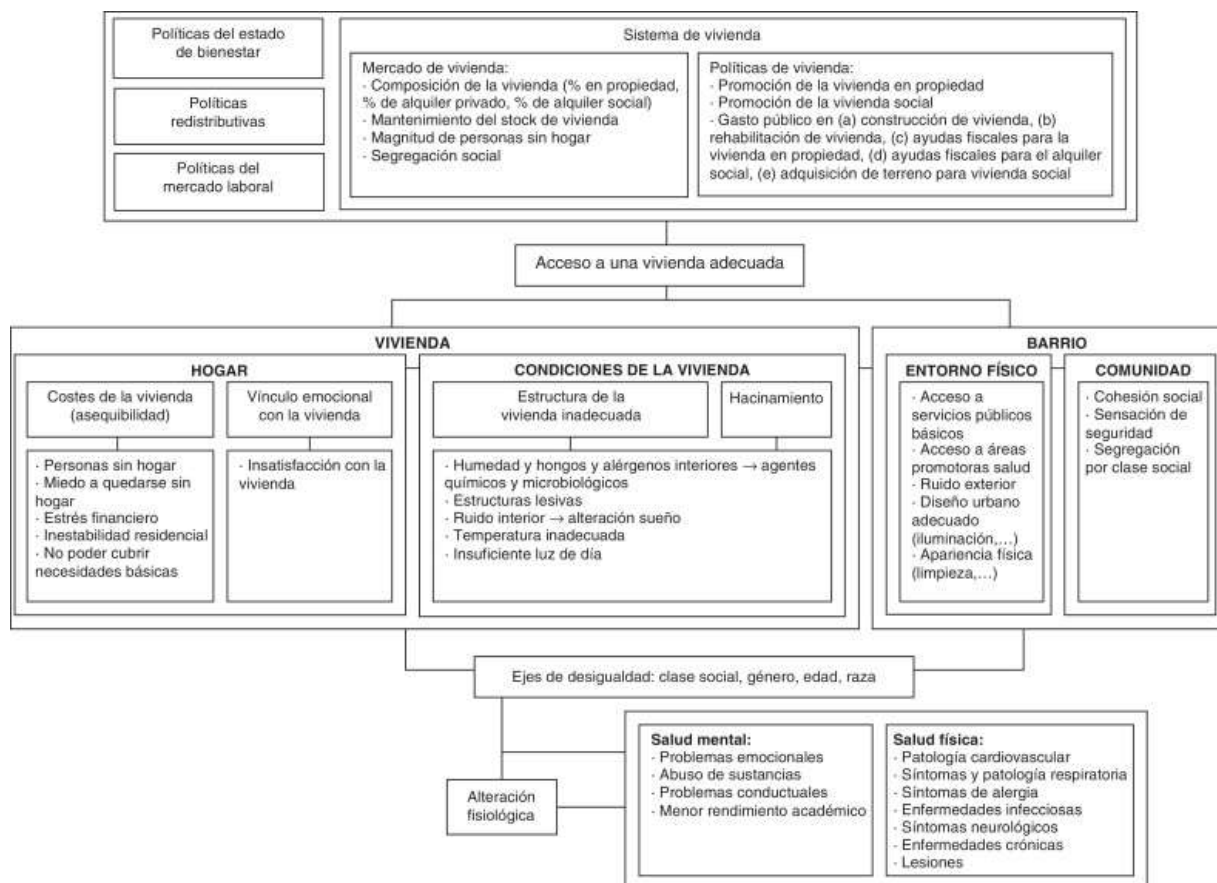 Políticas del estado
de bienestar
Políticas
redistributivas
Políticas del
mercado laboral
Sistema de vivienda
Mercado de vivienda:
· Composición de la vivienda (% en propiedad,
% de alquiler privado, % de alquiler social)
· Mantenimiento del stock de vivienda
· Magnitud de personas sin hogar
· Segregación social
Políticas de vivienda:
· Promoción de la vivienda en propiedad
· Promoción de la vivienda social
· Gasto público en (a) construcción de vivienda, (b)
rehabilitación de vivienda, (c) ayudas fiscales para la
vivienda en propiedad, (d) ayudas fiscales para el alquiler
social, (e) adquisición de terreno para vivienda social
Acceso a una vivienda adecuada
VIVIENDA
HOGAR
Costes de la vivienda
(asequibilidad)
· Personas sin hogar
· Miedo a quedarse sin
hogar
· Estrés financiero
· Inestabilidad residencial
· No poder cubrir
necesidades básicas
Vínculo emocional
con la vivienda
· Insatisfacción con la
vivienda
CONDICIONES DE LA VIVIENDA
Estructura de la
vivienda inadecuada
Hacinamiento
· Humedad y hongos y alérgenos interiores → agentes
químicos y microbiológicos
· Estructuras lesivas
· Ruido interior → alteración sueño
· Temperatura inadecuada
· Insuficiente luz de día
BARRIO
ENTORNO FÍSICO
· Acceso a
servicios públicos
básicos
· Acceso a áreas
promotoras salud
· Ruido exterior
· Diseño urbano
adecuado
(iluminación,...)
· Apariencia física
(limpieza,...)
COMUNIDAD
· Cohesión social
· Sensación de
seguridad
· Segregación
por clase social
Ejes de desigualdad: clase social, género, edad, raza
Alteración
fisiológica
Salud mental:
· Problemas emocionales
· Abuso de sustancias
· Problemas conductuales
· Menor rendimiento académico
Salud física:
· Patología cardiovascular
· Síntomas y patología respiratoria
· Síntomas de alergia
· Enfermedades infecciosas
· Síntomas neurológicos
· Enfermedades crónicas
· Lesiones